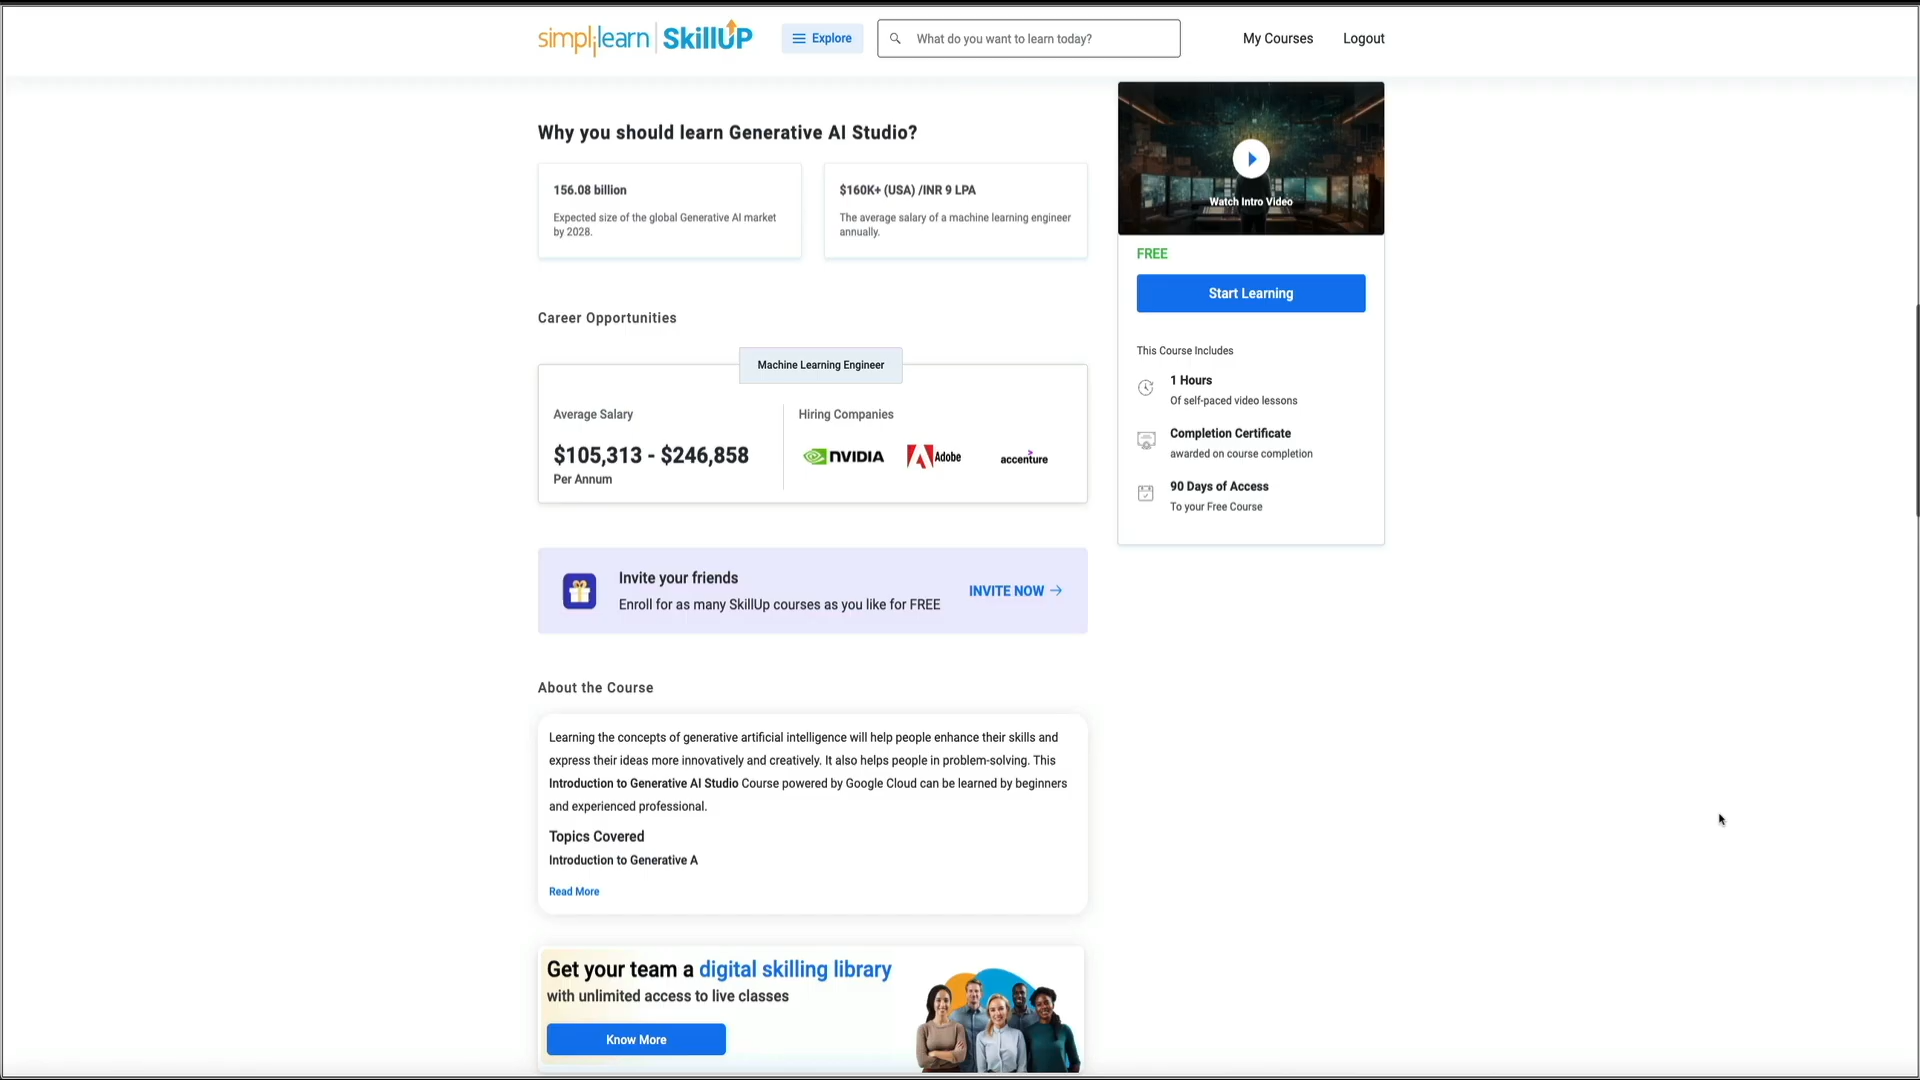 simplilearn | SkillUP
Explore
What do you want to learn today?
My Courses
Logout
Why you should learn Generative AI Studio?
156.08 billion
Expected size of the global Generative AI market
by 2028.
$160K+ (USA) /INR 9 LPA
The average salary of a machine learning engineer
annually.
Career Opportunities
Machine Learning Engineer
Average Salary
$105,313 - $246,858
Per Annum
Hiring Companies
NVIDIA
Adobe
accenture
Invite your friends
Enroll for as many SkillUp courses as you like for FREE
INVITE NOW
About the Course
Learning the concepts of generative artificial intelligence will help people enhance their skills and
express their ideas more innovatively and creatively. It also helps people in problem-solving. This
Introduction to Generative AI Studio Course powered by Google Cloud can be learned by beginners
and experienced professional.
Topics Covered
Introduction to Generative A
Read More
Get your team a digital skilling library
with unlimited access to live classes
Know More
Watch Intro Video
FREE
Start Learning
This Course Includes
1 Hours
Of self-paced video lessons
Completion Certificate
awarded on course completion
90 Days of Access
To your Free Course